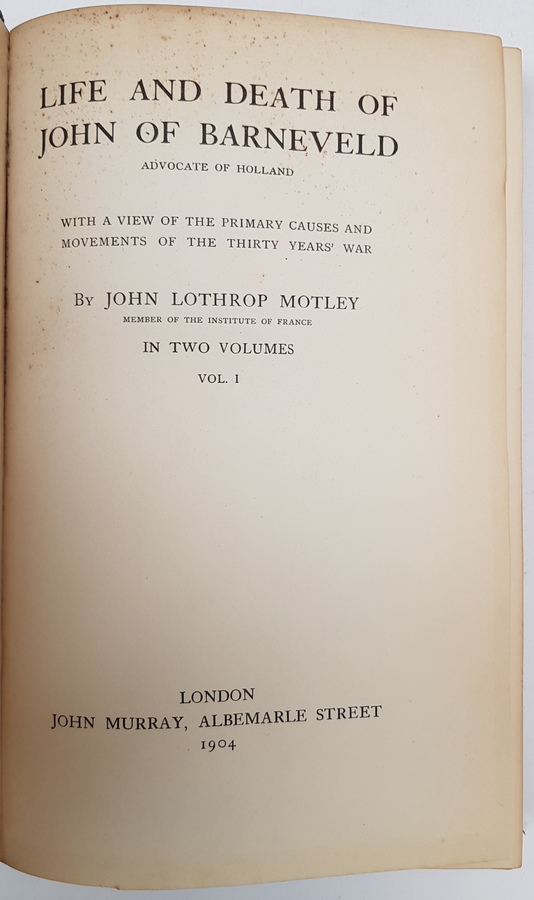 LIFE AND DEATH OF
JOHN OF BARNEVELD
ADVOCATE OF HOLLAND
WITH A VIEW OF THE PRIMARY CAUSES AND
MOVEMENTS OF THE THIRTY YEARS' WAR
By JOHN LOTHROP MOTLEY
MEMBER OF THE INSTITUTE OF FRANCE
IN TWO VOLUMES
VOL. I
LONDON
JOHN MURRAY, ALBEMARLE STREET
1904